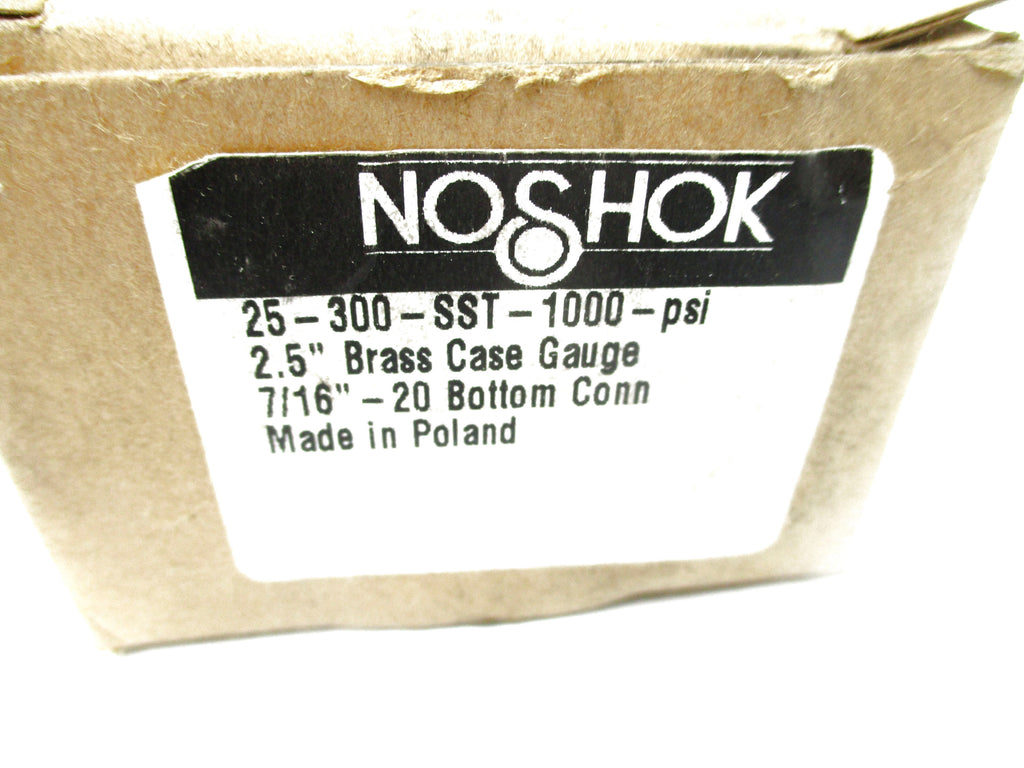 NOSHOK
25-300-SST-1000-psi
2.5" Brass Case Gauge
7/16"-20 Bottom Conn
Made in Poland